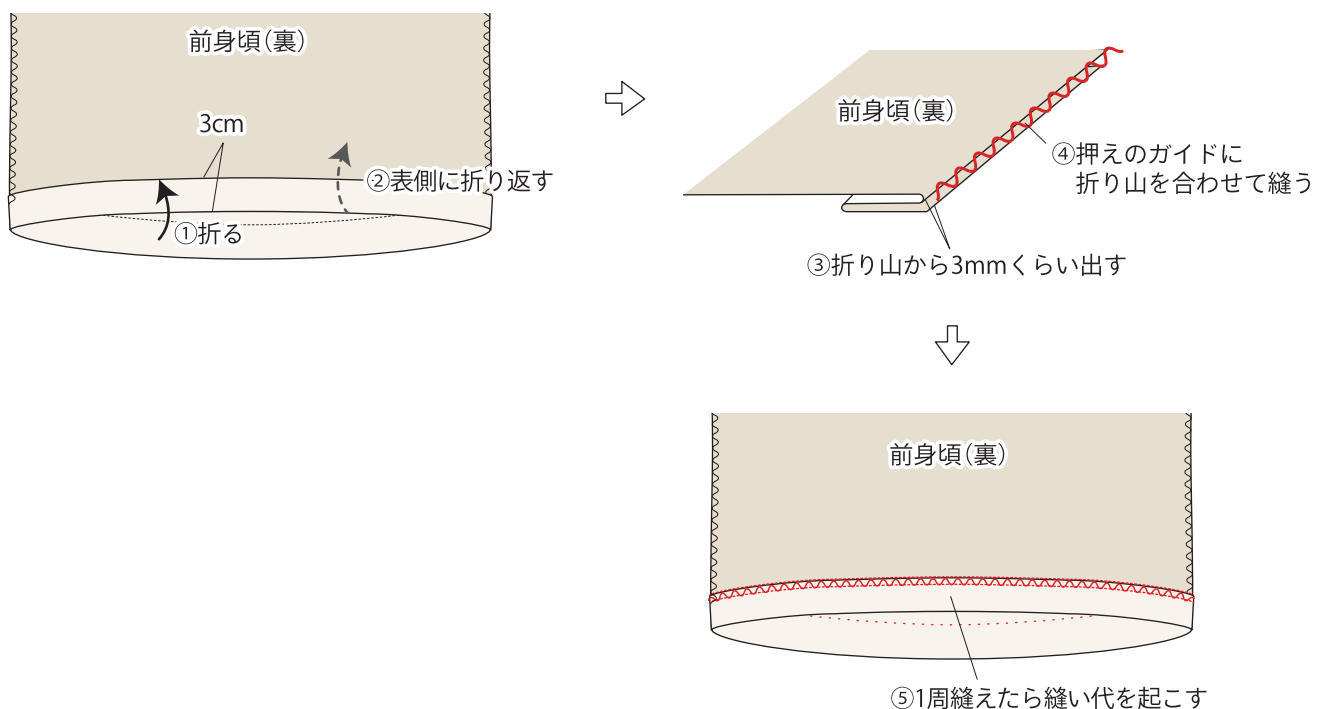 前身頃（裏）
3cm
②表側に折り返す
①折る
前身頃（裏）
④押えのガイドに
折り山を合わせて縫う
③折り山から3mmくらい出す
前身頃（裏）
⑤1周縫えたら縫い代を起こす